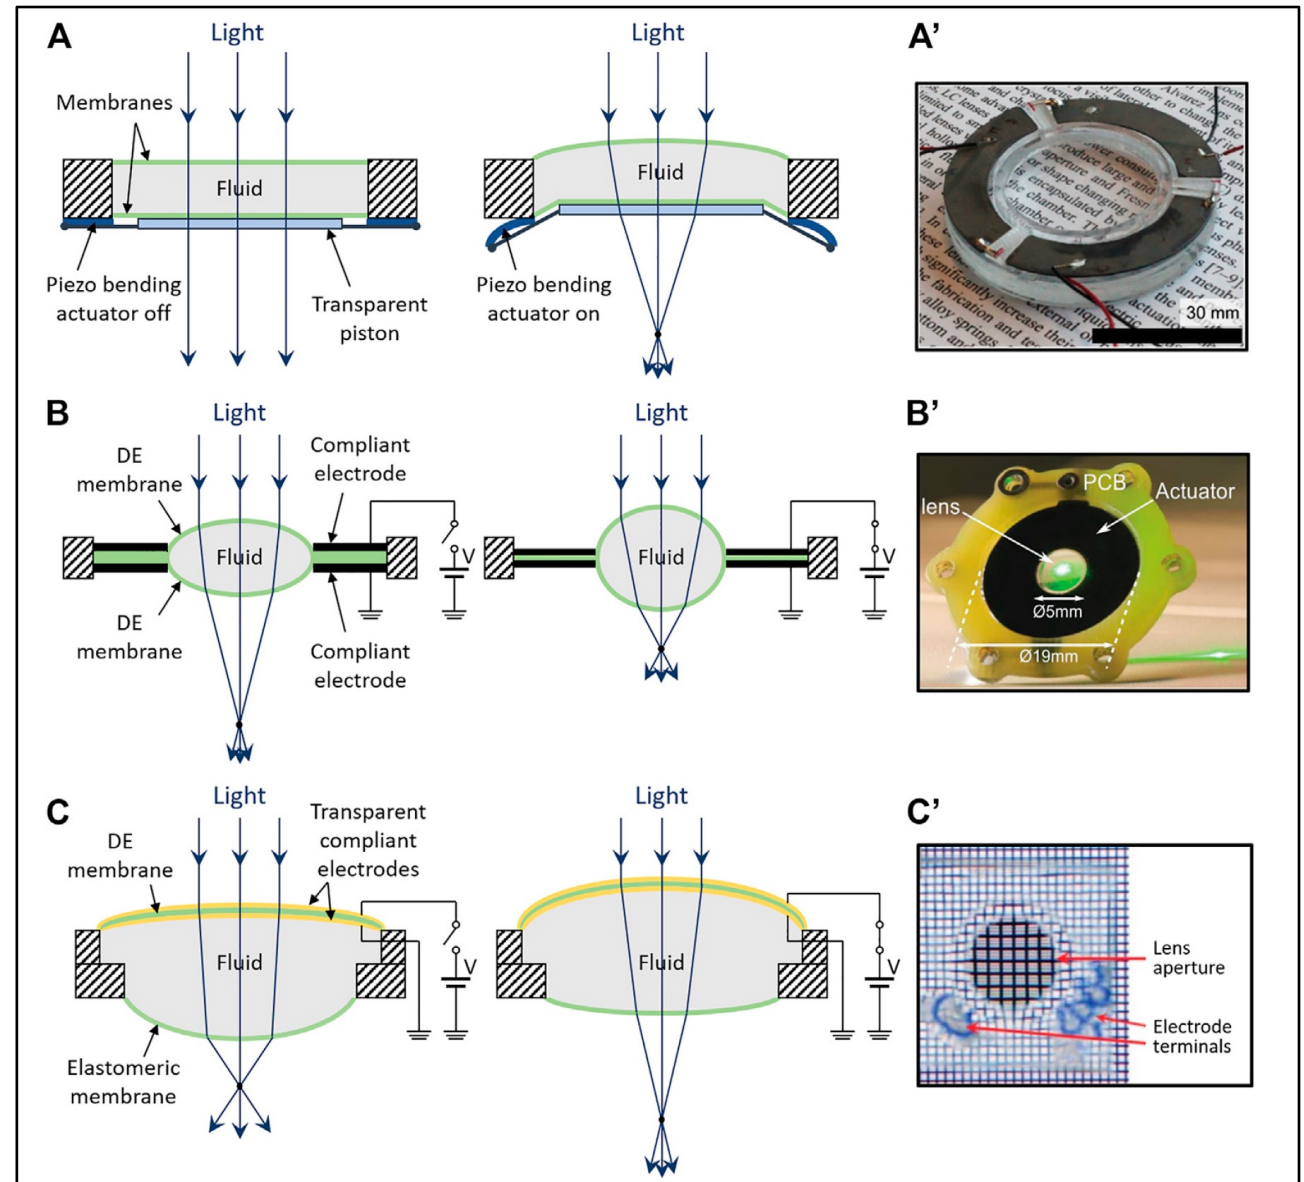 A
Light
Light
A’
Membranes
Fluid
Fluid
Piezo bending
actuator off
Transparent
piston
Piezo bending
actuator on
30 mm
B
Light
Light
B’
DE
membrane
Compliant
electrode
Fluid
V
Fluid
V
DE
membrane
Compliant
electrode
lens
PCB
Actuator
Ø5mm
Ø19mm
C
Light
Light
C’
DE
membrane
Transparent
compliant
electrodes
Fluid
V
Fluid
V
Elastomeric
membrane
Lens
aperture
Electrode
terminals